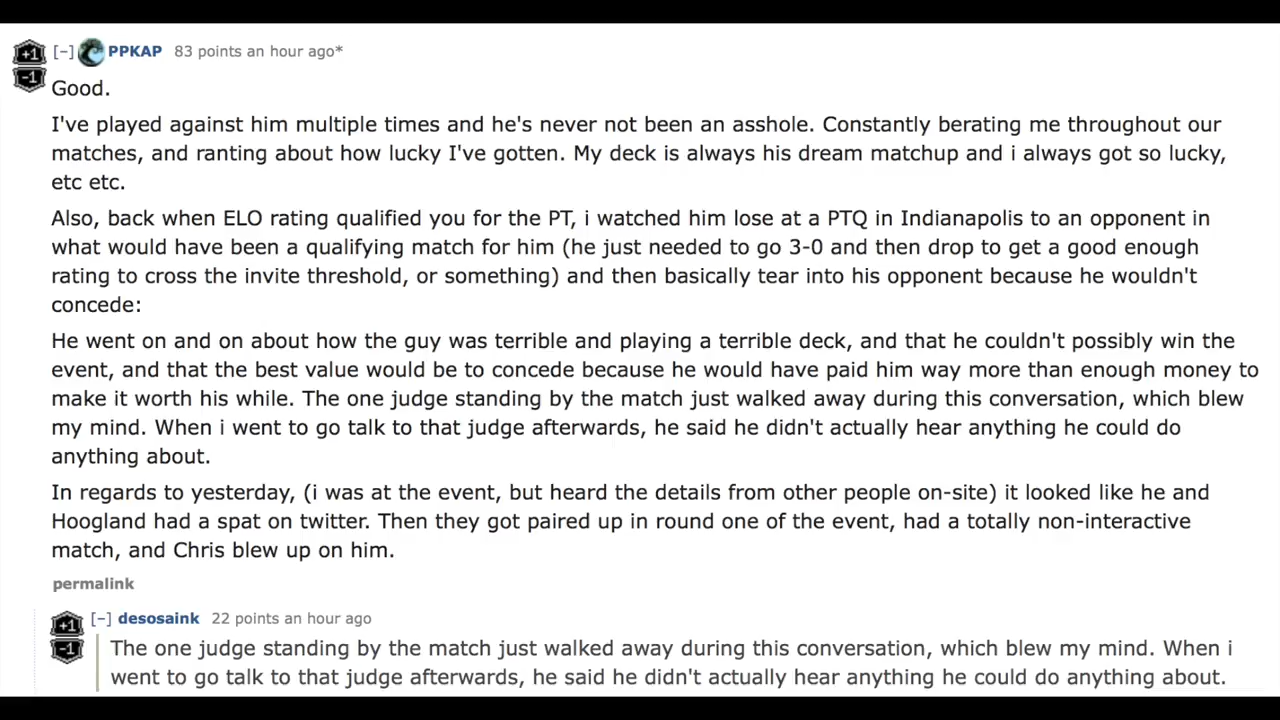 +1 [–] PPKAP 83 points an hour ago*
-1
Good.
I've played against him multiple times and he's never not been an asshole. Constantly berating me throughout our
matches, and ranting about how lucky I've gotten. My deck is always his dream matchup and i always got so lucky,
etc etc.
Also, back when ELO rating qualified you for the PT, i watched him lose at a PTQ in Indianapolis to an opponent in
what would have been a qualifying match for him (he just needed to go 3-0 and then drop to get a good enough
rating to cross the invite threshold, or something) and then basically tear into his opponent because he wouldn't
concede:
He went on and on about how the guy was terrible and playing a terrible deck, and that he couldn't possibly win the
event, and that the best value would be to concede because he would have paid him way more than enough money to
make it worth his while. The one judge standing by the match just walked away during this conversation, which blew
my mind. When i went to go talk to that judge afterwards, he said he didn't actually hear anything he could do
anything about.
In regards to yesterday, (i was at the event, but heard the details from other people on-site) it looked like he and
Hoogland had a spat on twitter. Then they got paired up in round one of the event, had a totally non-interactive
match, and Chris blew up on him.
permalink
+1 [–] desosaink 22 points an hour ago
-1
The one judge standing by the match just walked away during this conversation, which blew my mind. When i
went to go talk to that judge afterwards, he said he didn't actually hear anything he could do anything about.